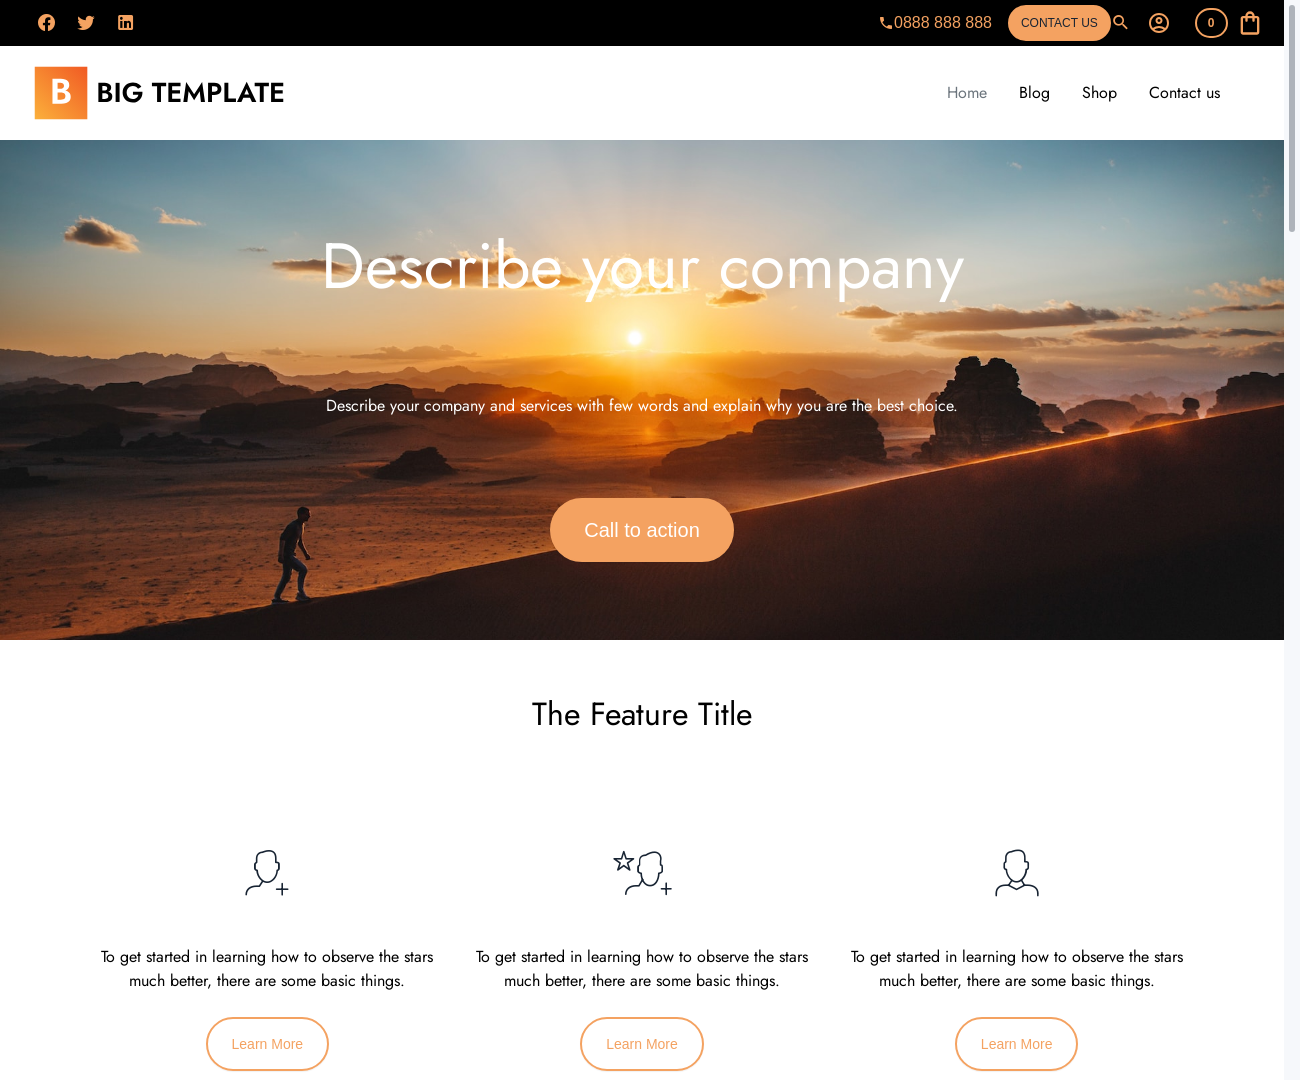 0888 888 888
CONTACT US
0
B BIG TEMPLATE
Home Blog Shop Contact us
Describe your company
Describe your company and services with few words and explain why you are the best choice.
Call to action
The Feature Title
To get started in learning how to observe the stars
much better, there are some basic things.
Learn More
To get started in learning how to observe the stars
much better, there are some basic things.
Learn More
To get started in learning how to observe the stars
much better, there are some basic things.
Learn More